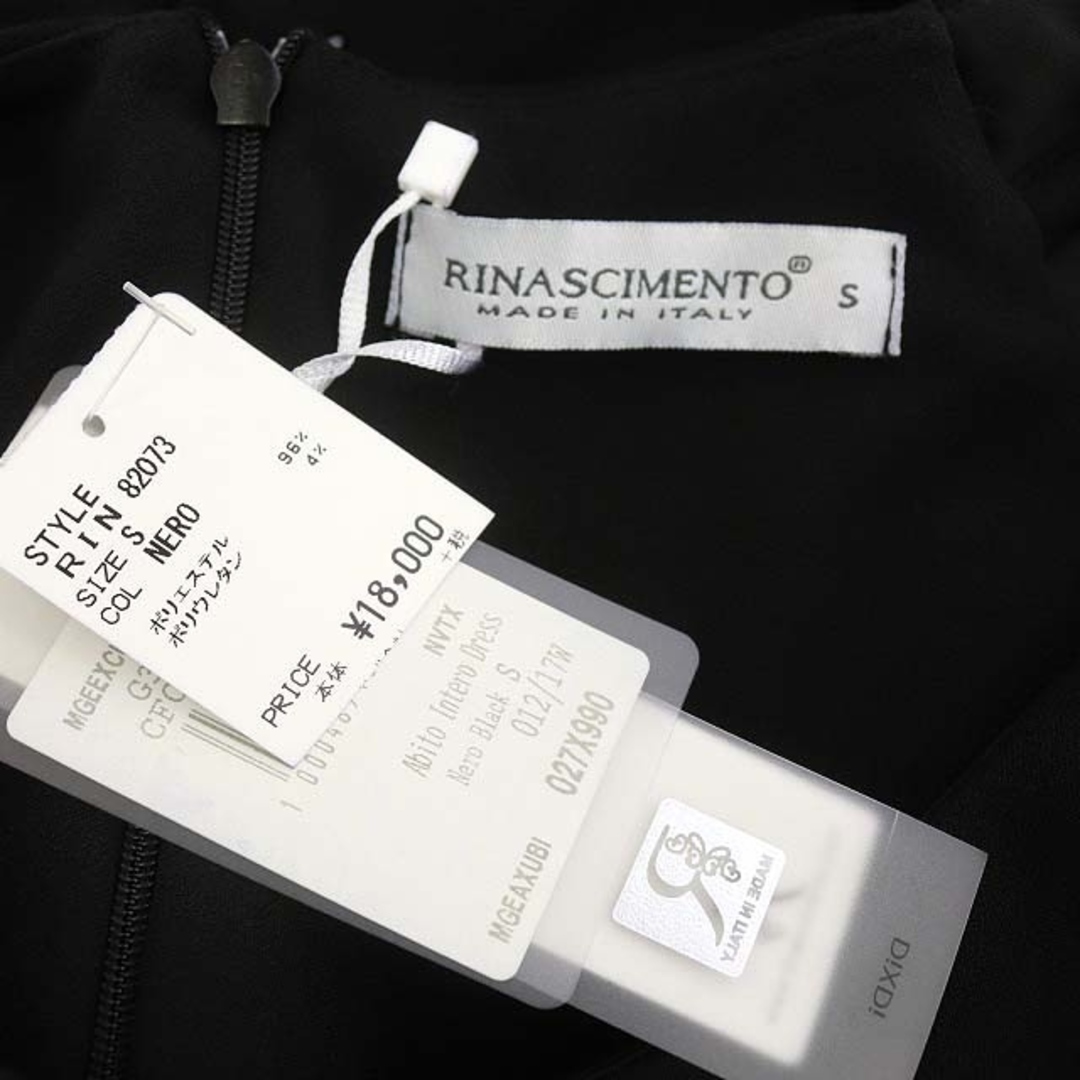 RINASCIMENTO® S
MADE IN ITALY
STYLE
RIN 82073
SIZE S
COL NERO
ポリエステル 96%
ポリウレタン 4%
PRICE
本体 ¥18,000
+税
NVTX
Abito Intero Dress
Nero Black S
012/17W
027X990
MGEAXUBI
R
MADE IN ITALY
DiXDi